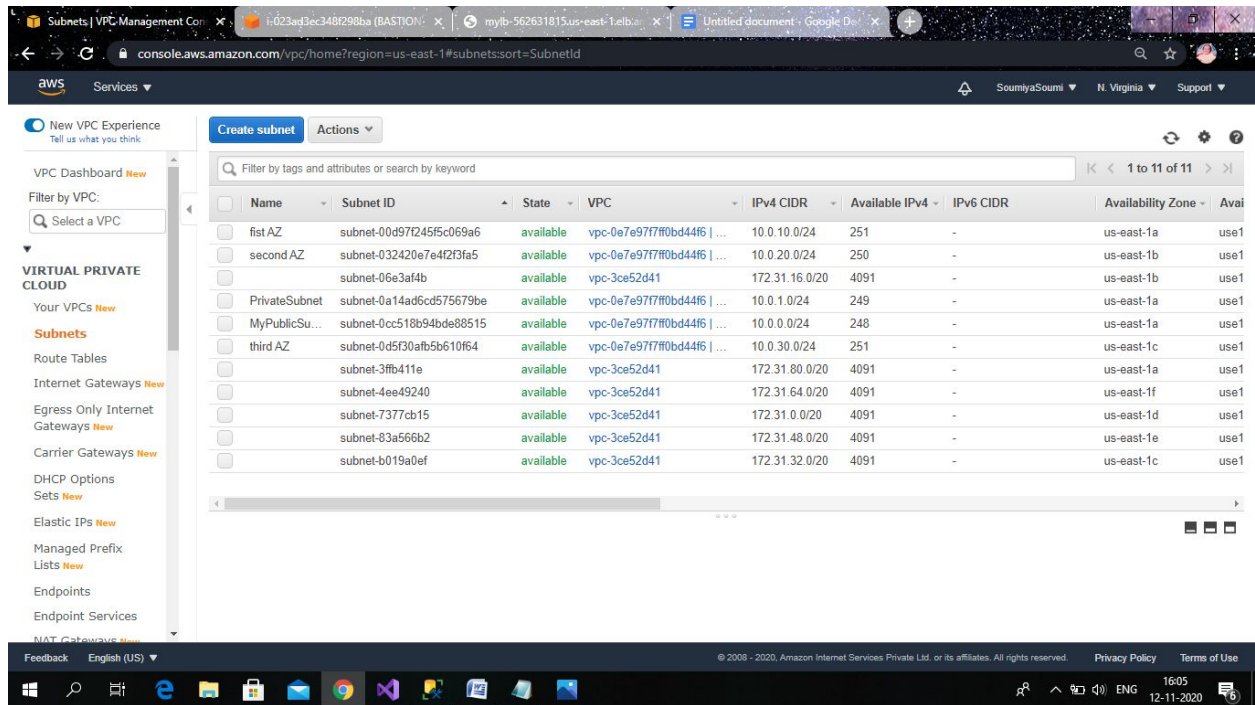 Subnets | VPC Management Con
i-023ad3ec348f298ba (BASTION-
mylb-562631815.us-east-1.elb.a
Untitled document - Google Do
console.aws.amazon.com/vpc/home?region=us-east-1#subnets:sort=SubnetId
aws Services SoumiyaSoumi N. Virginia Support
New VPC Experience
Tell us what you think
Create subnet Actions
VPC Dashboard New
Filter by VPC:
Select a VPC
VIRTUAL PRIVATE
CLOUD
Your VPCs New
Subnets
Route Tables
Internet Gateways New
Egress Only Internet
Gateways New
Carrier Gateways New
DHCP Options
Sets New
Elastic IPs New
Managed Prefix
Lists New
Endpoints
Endpoint Services
NAT Gateways New
Filter by tags and attributes or search by keyword 1 to 11 of 11
Name Subnet ID State VPC IPv4 CIDR Available IPv4 IPv6 CIDR Availability Zone Avai
fist AZ subnet-00d97f245f5c069a6 available vpc-0e7e97f7ff0bd44f6 | ... 10.0.10.0/24 251 - us-east-1a use1
second AZ subnet-032420e7e4f2f3fa5 available vpc-0e7e97f7ff0bd44f6 | ... 10.0.20.0/24 250 - us-east-1b use1
subnet-06e3af4b available vpc-3ce52d41 172.31.16.0/20 4091 - us-east-1b use1
PrivateSubnet subnet-0a14ad6cd575679be available vpc-0e7e97f7ff0bd44f6 | ... 10.0.1.0/24 249 - us-east-1a use1
MyPublicSu... subnet-0cc518b94bde88515 available vpc-0e7e97f7ff0bd44f6 | ... 10.0.0.0/24 248 - us-east-1a use1
third AZ subnet-0d5f30afb5b610f64 available vpc-0e7e97f7ff0bd44f6 | ... 10.0.30.0/24 251 - us-east-1c use1
subnet-3ffb411e available vpc-3ce52d41 172.31.80.0/20 4091 - us-east-1a use1
subnet-4ee49240 available vpc-3ce52d41 172.31.64.0/20 4091 - us-east-1f use1
subnet-7377cb15 available vpc-3ce52d41 172.31.0.0/20 4091 - us-east-1d use1
subnet-83a566b2 available vpc-3ce52d41 172.31.48.0/20 4091 - us-east-1e use1
subnet-b019a0ef available vpc-3ce52d41 172.31.32.0/20 4091 - us-east-1c use1
Feedback English (US) © 2008 - 2020, Amazon Internet Services Private Ltd. or its affiliates. All rights reserved. Privacy Policy Terms of Use
ENG
16:05
12-11-2020
6